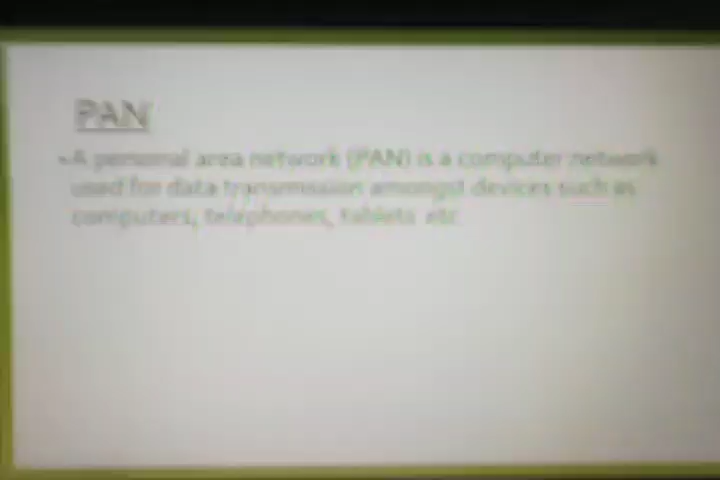 PAN
•A personal area network (PAN) is a computer network
used for data transmission amongst devices such as
computers, telephones, tablets etc